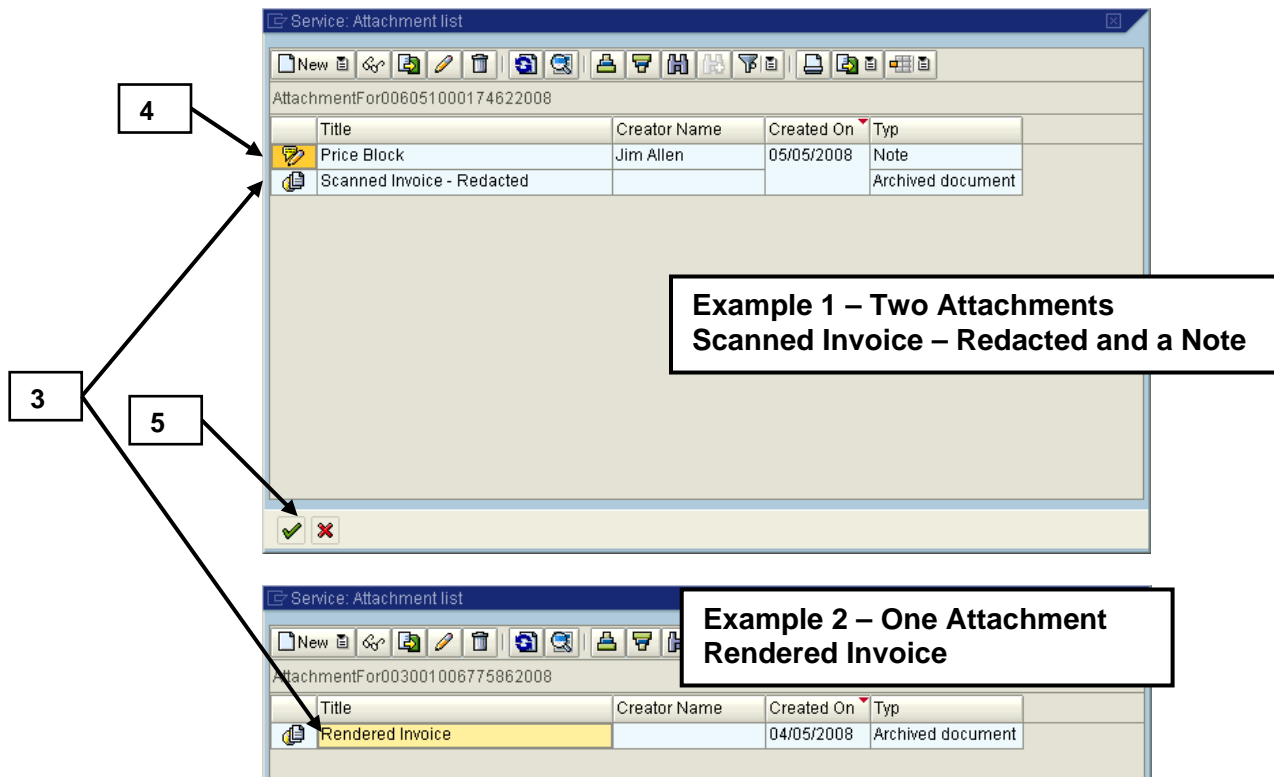 Service: Attachment list
New
AttachmentFor006051000174622008
4
Title Creator Name Created On Typ
Price Block Jim Allen 05/05/2008 Note
Scanned Invoice - Redacted Archived document
Example 1 – Two Attachments
Scanned Invoice – Redacted and a Note
3
5
Service: Attachment list
Example 2 – One Attachment
Rendered Invoice
New
AttachmentFor003001006775862008
Title Creator Name Created On Typ
Rendered Invoice 04/05/2008 Archived document